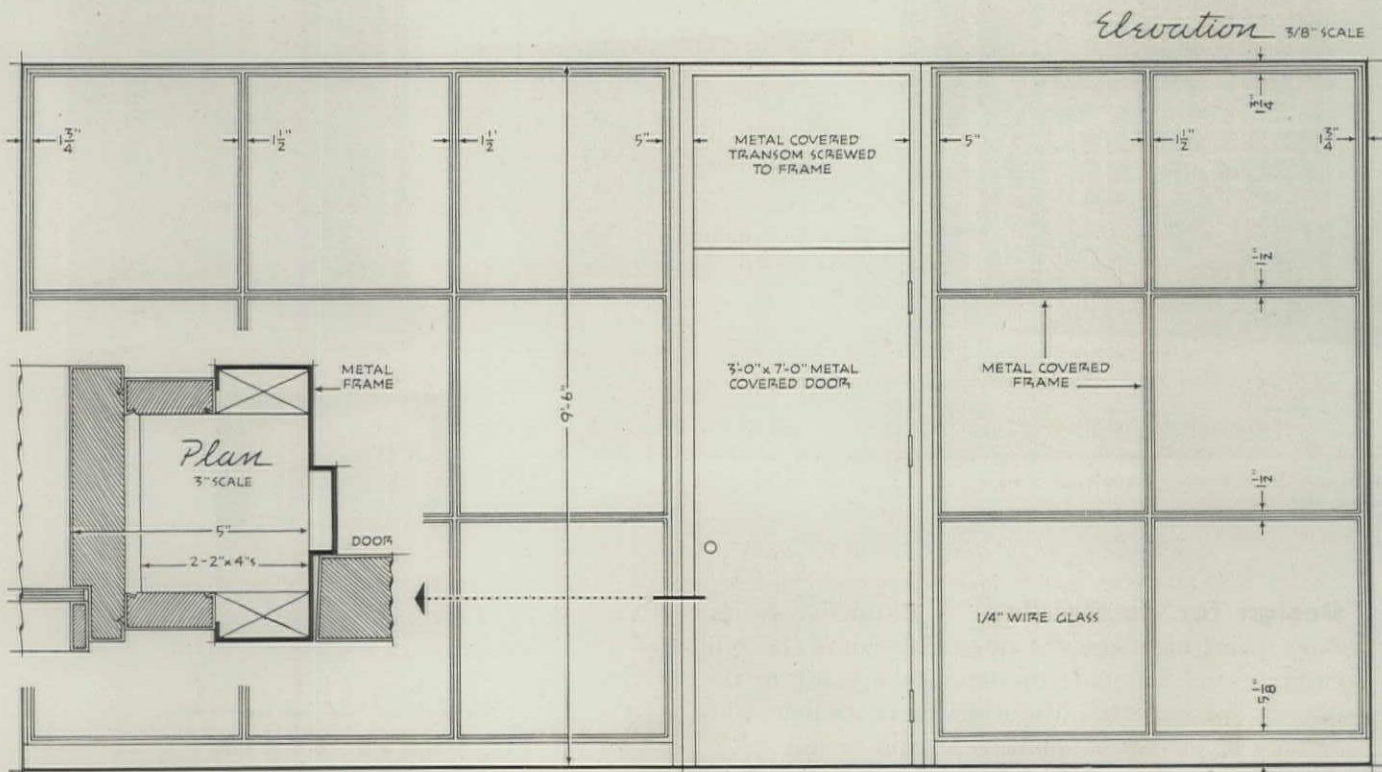 Elevation 3/8" SCALE
1 3/4"
1 1/2"
1 1/2"
5"
METAL COVERED
TRANSOM SCREWED
TO FRAME
5"
1 1/2"
1 3/4"
1 3/4"
1 1/2"
METAL
FRAME
9'-6"
3'-0" x 7'-0" METAL
COVERED DOOR
METAL COVERED
FRAME
Plan
3" SCALE
1 1/2"
5"
DOOR
2-2" x 4"s
1/4" WIRE GLASS
5 1/8"